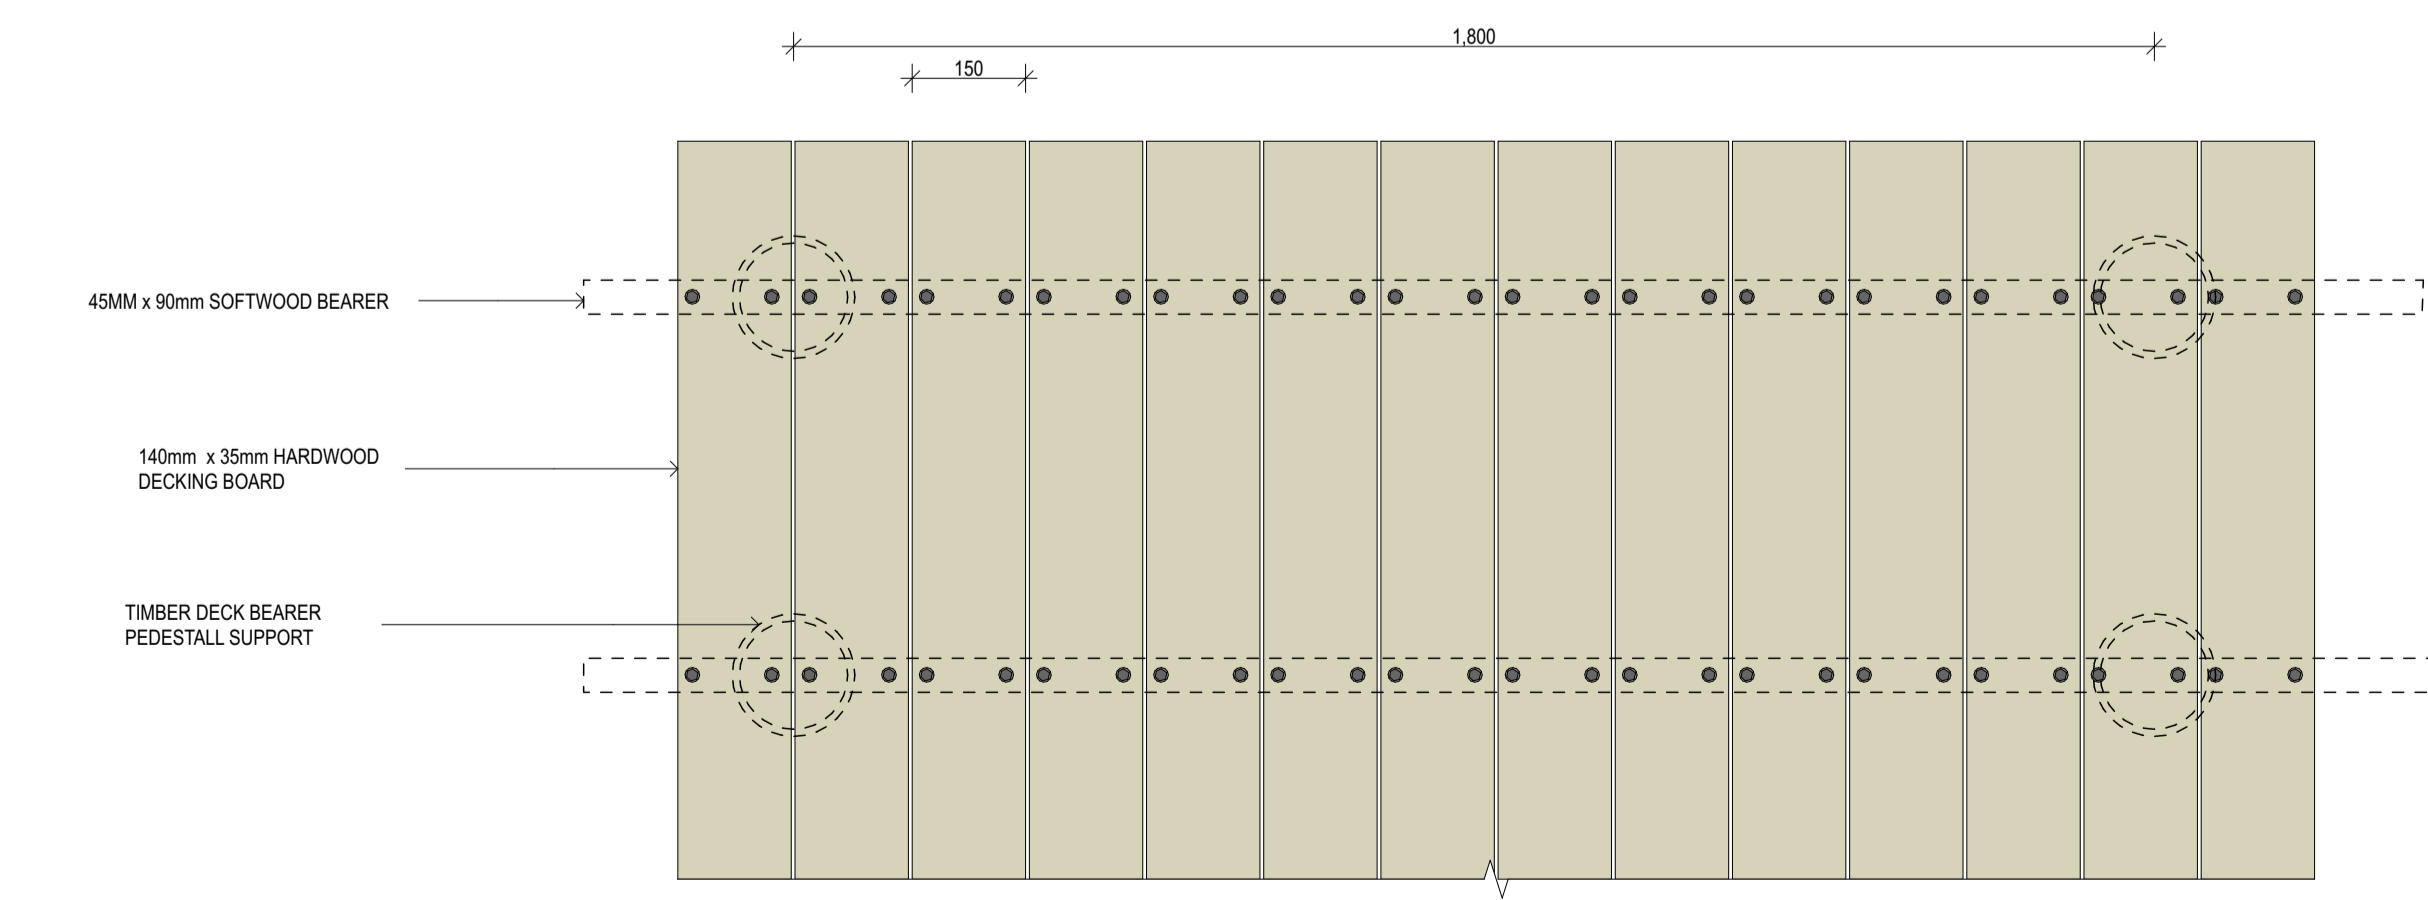 1,800
150
45MM x 90mm SOFTWOOD BEARER
140mm x 35mm HARDWOOD
DECKING BOARD
TIMBER DECK BEARER
PEDESTALL SUPPORT